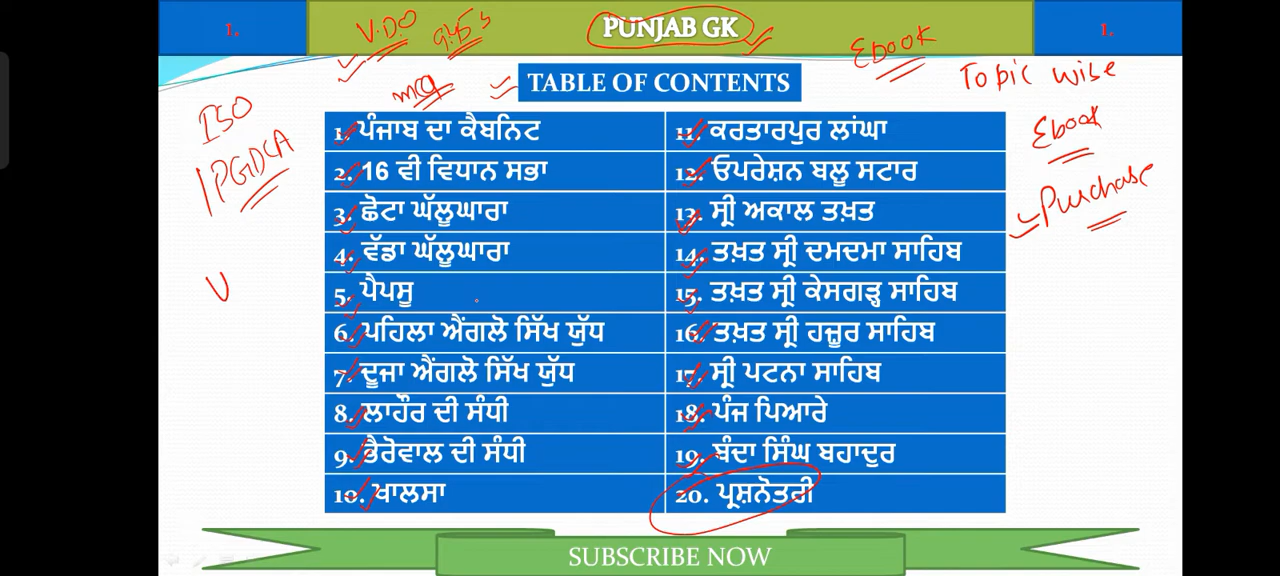 1.
PUNJAB GK
1.
V.D.O
Ebook
Topic wise
mcq
TABLE OF CONTENTS
ISO
PGDCA
Ebook
Purchase
V
1. ਪੰਜਾਬ ਦਾ ਕੈਬਨਿਟ
2. 16 ਵੀ ਵਿਧਾਨ ਸਭਾ
3. ਛੋਟਾ ਘੱਲੂਘਾਰਾ
4. ਵੱਡਾ ਘੱਲੂਘਾਰਾ
5. ਪੈਪਸੂ
6. ਪਹਿਲਾ ਐਂਗਲੋ ਸਿੱਖ ਯੁੱਧ
7. ਦੂਜਾ ਐਂਗਲੋ ਸਿੱਖ ਯੁੱਧ
8. ਲਾਹੌਰ ਦੀ ਸੰਧੀ
9. ਭੈਰੋਵਾਲ ਦੀ ਸੰਧੀ
10. ਖਾਲਸਾ
11. ਕਰਤਾਰਪੁਰ ਲਾਂਘਾ
12. ਓਪਰੇਸ਼ਨ ਬਲੂ ਸਟਾਰ
13. ਸ੍ਰੀ ਅਕਾਲ ਤਖ਼ਤ
14. ਤਖ਼ਤ ਸ੍ਰੀ ਦਮਦਮਾ ਸਾਹਿਬ
15. ਤਖ਼ਤ ਸ੍ਰੀ ਕੇਸਗੜ੍ਹ ਸਾਹਿਬ
16. ਤਖ਼ਤ ਸ੍ਰੀ ਹਜ਼ੂਰ ਸਾਹਿਬ
17. ਸ੍ਰੀ ਪਟਨਾ ਸਾਹਿਬ
18. ਪੰਜ ਪਿਆਰੇ
19. ਬੰਦਾ ਸਿੰਘ ਬਹਾਦੁਰ
20. ਪ੍ਰਸ਼ਨੋਤਰੀ
SUBSCRIBE NOW